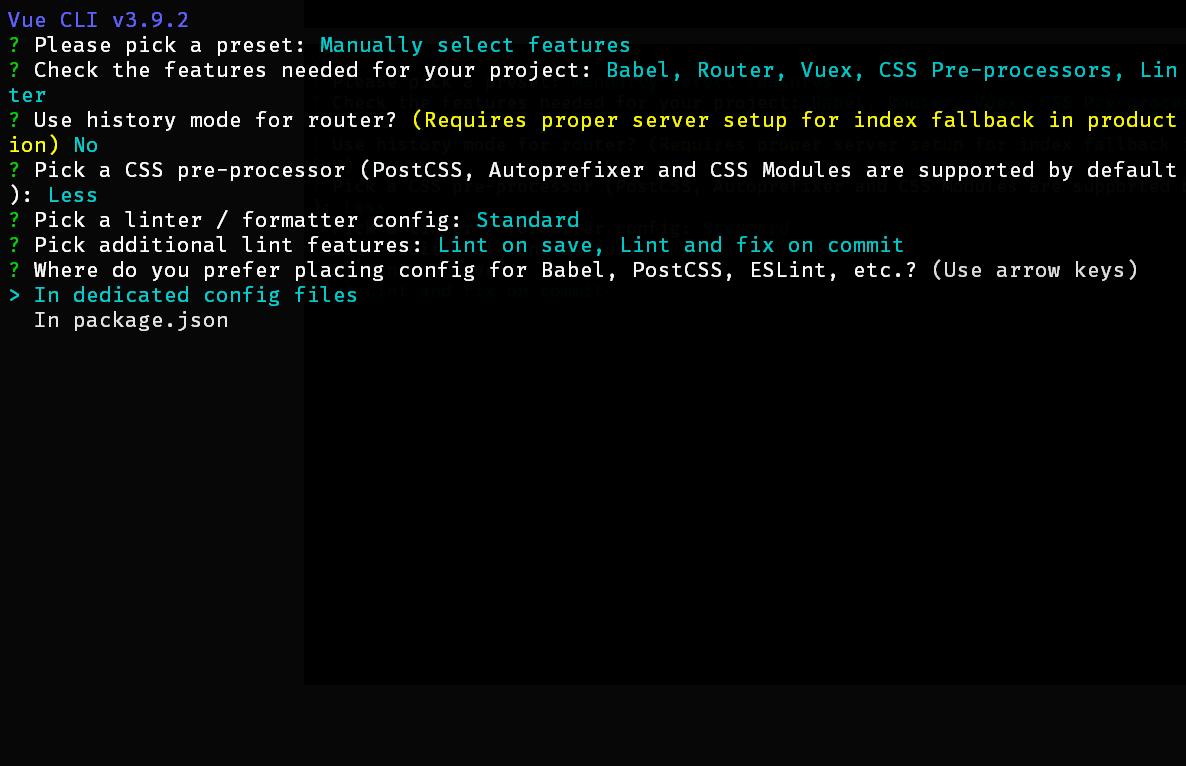 Vue CLI v3.9.2
? Please pick a preset: Manually select features
? Check the features needed for your project: Babel, Router, Vuex, CSS Pre-processors, Lin
ter
? Use history mode for router? (Requires proper server setup for index fallback in product
ion) No
? Pick a CSS pre-processor (PostCSS, Autoprefixer and CSS Modules are supported by default
): Less
? Pick a linter / formatter config: Standard
? Pick additional lint features: Lint on save, Lint and fix on commit
? Where do you prefer placing config for Babel, PostCSS, ESLint, etc.? (Use arrow keys)
> In dedicated config files
  In package.json